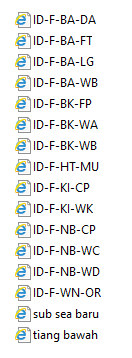 ID-F-BA-DA
ID-F-BA-FT
ID-F-BA-LG
ID-F-BA-WB
ID-F-BK-FP
ID-F-BK-WA
ID-F-BK-WB
ID-F-HT-MU
ID-F-KI-CP
ID-F-KI-WK
ID-F-NB-CP
ID-F-NB-WC
ID-F-NB-WD
ID-F-WN-OR
sub sea baru
tiang bawah